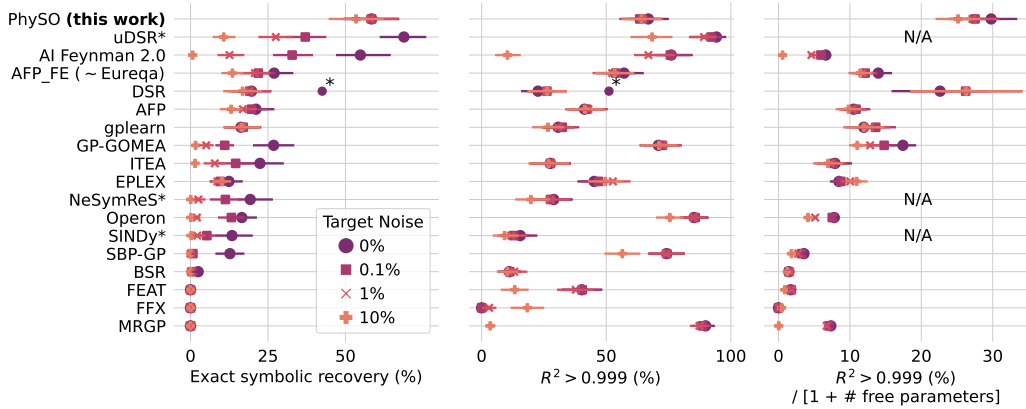 PhySO (this work)
uDSR*
AI Feynman 2.0
AFP_FE (~Eureqa)
DSR
AFP
gplearn
GP-GOMEA
ITEA
EPLEX
NeSymReS*
Operon
SINDy*
SBP-GP
BSR
FEAT
FFX
MRGP
*
Target Noise
0%
0.1%
1%
10%
0 25 50
Exact symbolic recovery (%)
*
0 50 100
R² > 0.999 (%)
N/A
N/A
N/A
0 10 20 30
R² > 0.999 (%)
/ [1 + # free parameters]